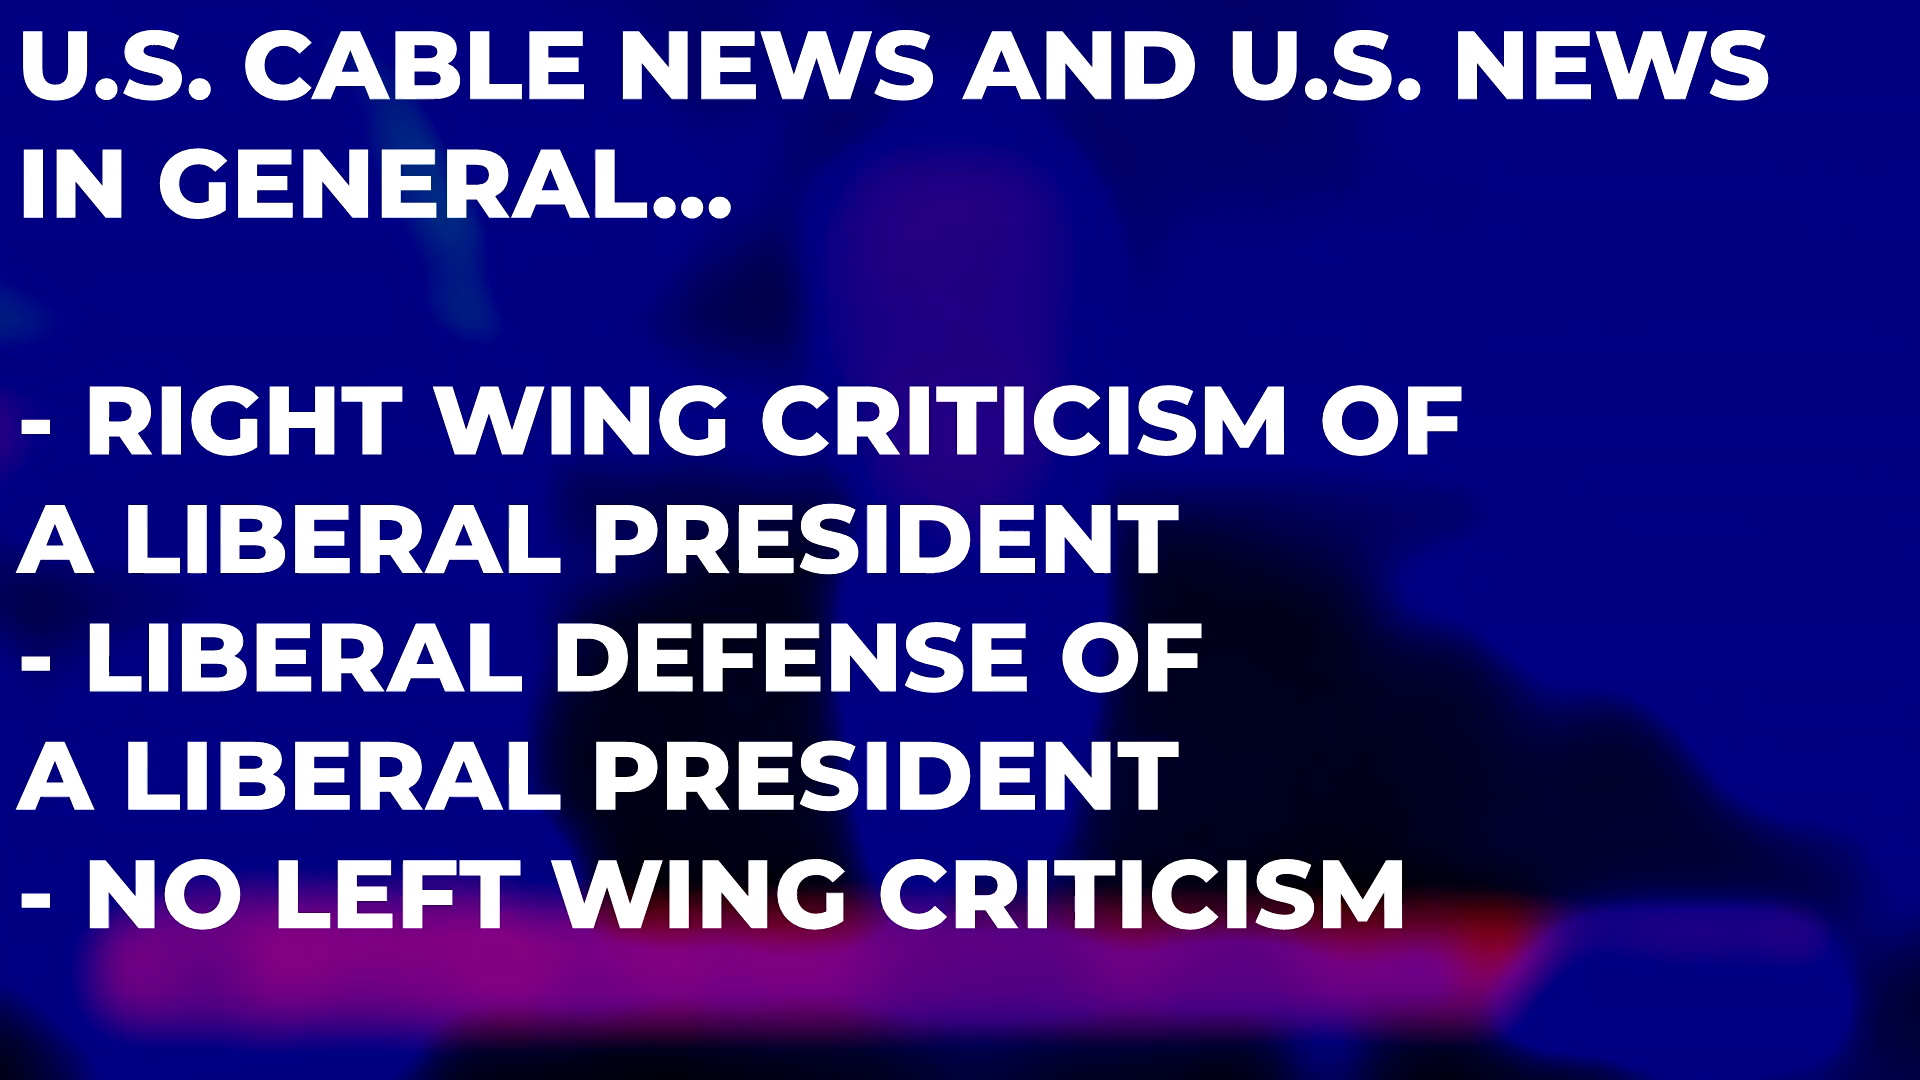 U.S. CABLE NEWS AND U.S. NEWS
IN GENERAL...
- RIGHT WING CRITICISM OF
A LIBERAL PRESIDENT
- LIBERAL DEFENSE OF
A LIBERAL PRESIDENT
- NO LEFT WING CRITICISM